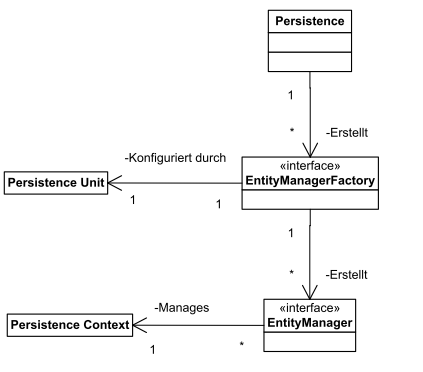 Persistence
1
*
-Erstellt
-Konfiguriert durch
«interface»
EntityManagerFactory
Persistence Unit
1
1
1
*
-Erstellt
-Manages
«interface»
EntityManager
Persistence Context
1
*